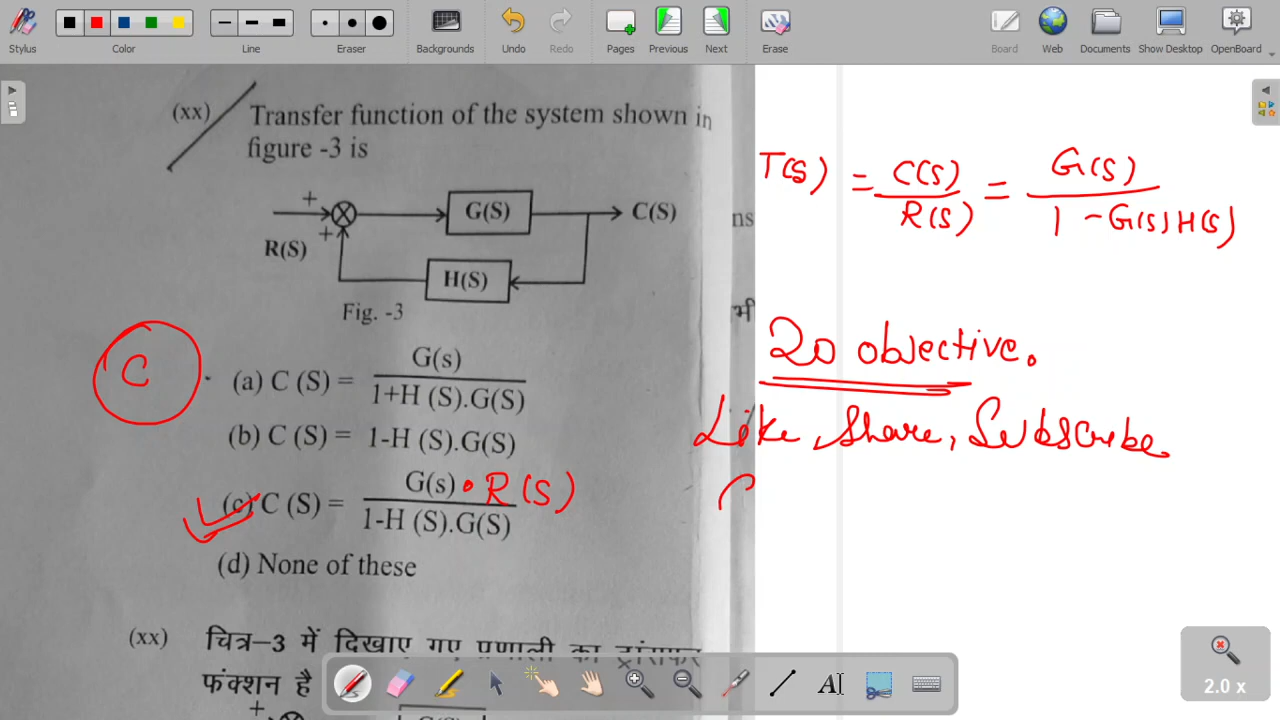 Stylus Color Line Eraser Backgrounds Undo Redo Pages Previous Next Erase Board Web Documents Show Desktop OpenBoard
(xx) Transfer function of the system shown in
figure -3 is
+ G(S) C(S)
+
R(S)
H(S)
Fig. -3
T(S) = C(S) / R(S) = G(S) / 1 - G(S) H(S)
ns
भी
C
(a) C (S) = G(s) / 1+H (S).G(S)
(b) C (S) = 1-H (S).G(S)
(c) C (S) = G(s) • R(S) / 1-H (S).G(S)
(d) None of these
20 objective.
Like, Share, Subscribe
(xx) चित्र-3 में दिखाए गए प्रणाली का
फंक्शन है
+
2.0 x